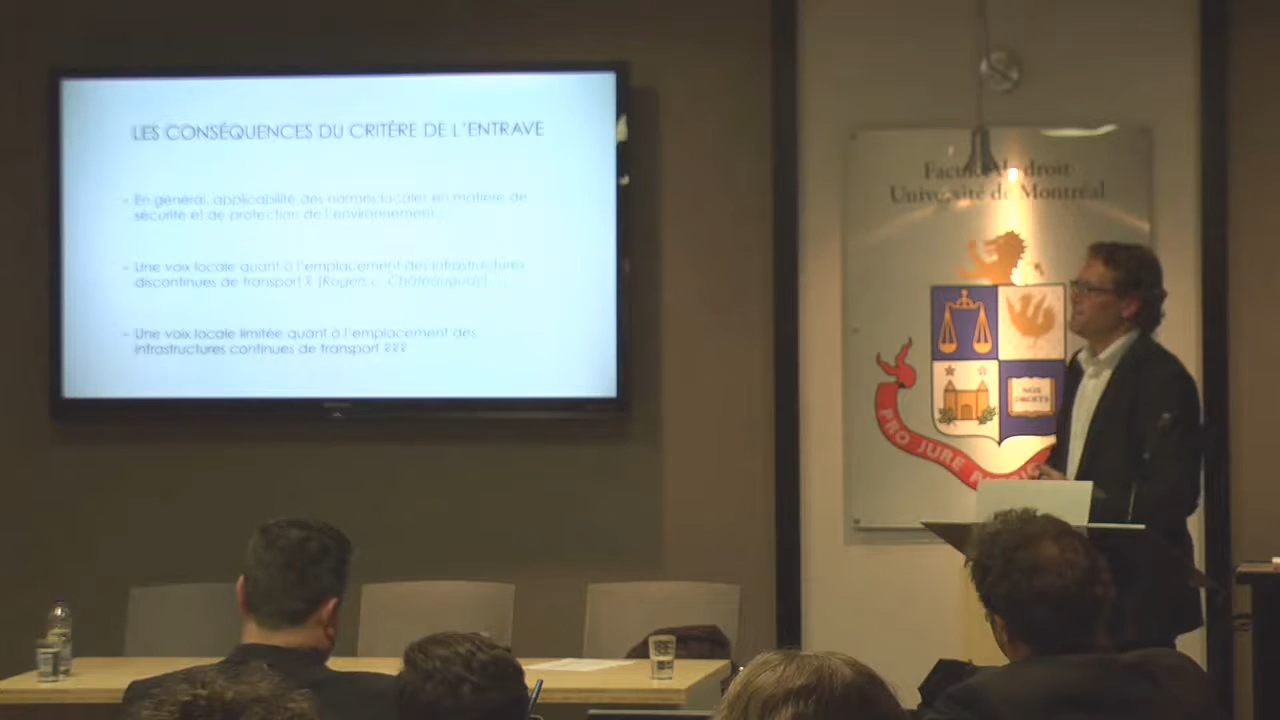 LES CONSÉQUENCES DU CRITÈRE DE L'ENTRAVE
- En général, applicabilité des normes locales en matière de
sécurité et de protection de l'environnement...
- Une voix locale quant à l'emplacement des infrastructures
discontinues de transport ? (Rogers c. Châteauguay)...
- Une voix locale limitée quant à l'emplacement des
infrastructures continues de transport ???
Faculté de droit
Université de Montréal
NOS
DROITS
PRO JURE